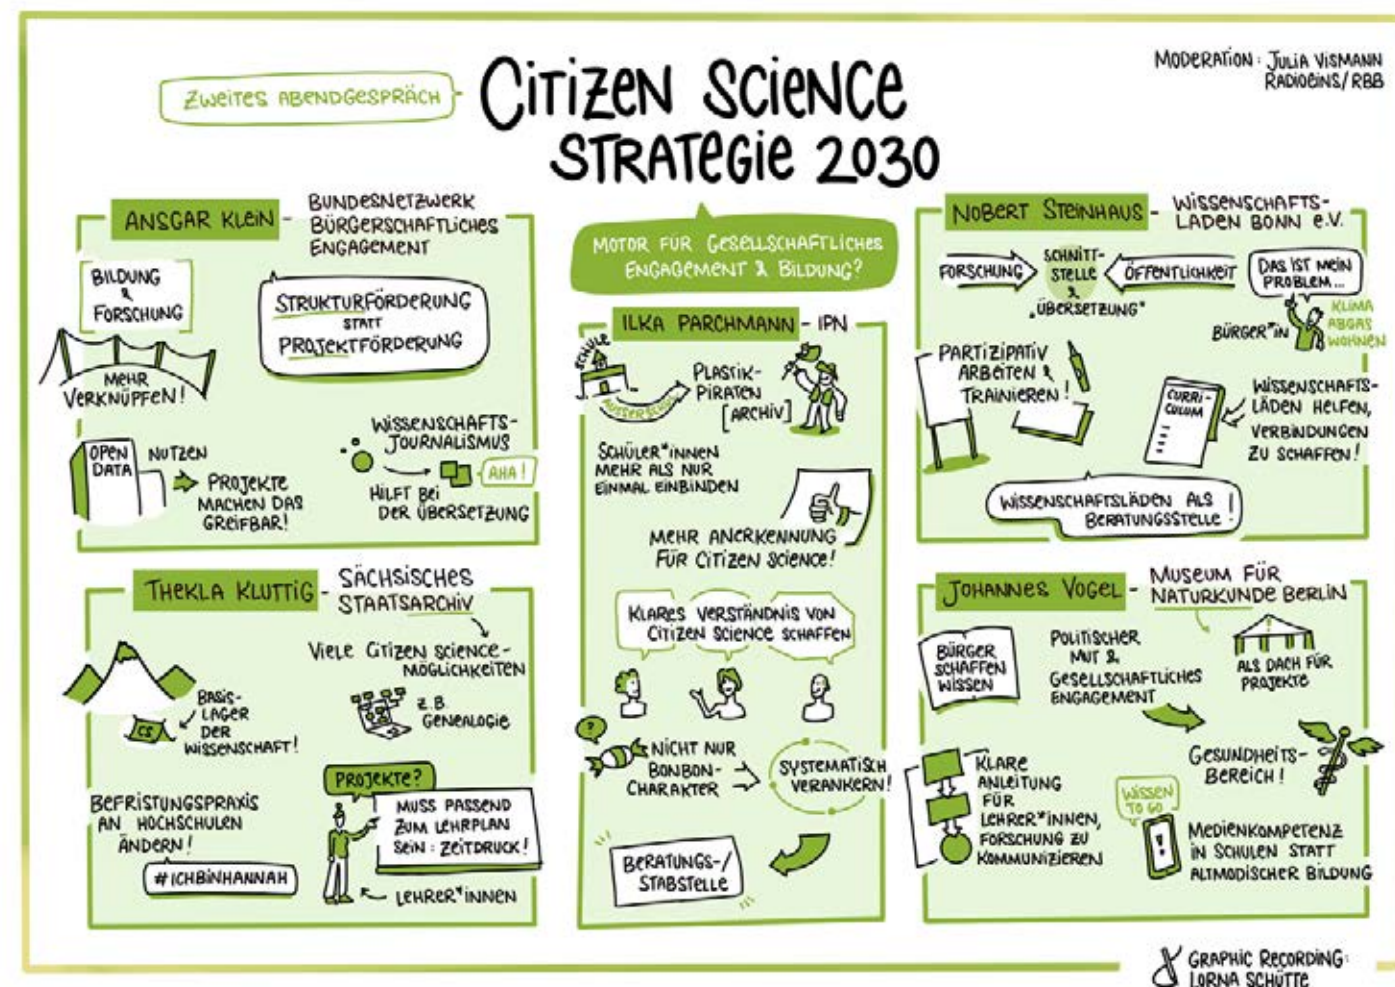 ZWEITES ABENDGESPRÄCH
CITIZEN SCIENCE
STRATEGIE 2030
MODERATION: JULIA VISMANN
RADIOEINS/RBB
MOTOR FÜR GESELLSCHAFTLICHES
ENGAGEMENT & BILDUNG?
ANSGAR KLEIN - BUNDESNETZWERK
BÜRGERSCHAFTLICHES
ENGAGEMENT
BILDUNG
&
FORSCHUNG
MEHR
VERKNÜPFEN!
STRUKTURFÖRDERUNG
STATT
PROJEKTFÖRDERUNG
OPEN
DATA
NUTZEN
PROJEKTE
MACHEN DAS
GREIFBAR!
WISSENSCHAFTS-
JOURNALISMUS
AHA!
HILFT BEI
DER ÜBERSETZUNG
THEKLA KLUTTIG - SÄCHSISCHES
STAATSARCHIV
VIELE CITIZEN SCIENCE-
MÖGLICHKEITEN
Z.B.
GENEALOGIE
CS
BASIS-
LAGER
DER
WISSENSCHAFT!
BEFRISTUNGSPRAXIS
AN HOCHSCHULEN
ÄNDERN!
#ICHBINHANNAH
PROJEKTE?
MUSS PASSEND
ZUM LEHRPLAN
SEIN: ZEITDRUCK!
LEHRER*INNEN
ILKA PARCHMANN - IPN
SCHULE
AUSSERSCHUL.
PLASTIK-
PIRATEN
[ARCHIV]
SCHÜLER*INNEN
MEHR ALS NUR
EINMAL EINBINDEN
MEHR ANERKENNUNG
FÜR CITIZEN SCIENCE!
KLARES VERSTÄNDNIS VON
CITIZEN SCIENCE SCHAFFEN
?
NICHT NUR
BONBON-
CHARAKTER
SYSTEMATISCH
VERANKERN!
BERATUNGS-/
STABSTELLE
NOBERT STEINHAUS - WISSENSCHAFTS-
LADEN BONN e.V.
FORSCHUNG
SCHNITT-
STELLE
&
„ÜBERSETZUNG"
ÖFFENTLICHKEIT
DAS IST MEIN
PROBLEM...
BÜRGER*IN
KLIMA
ABGAS
WOHNEN
PARTIZIPATIV
ARBEITEN &
TRAINIEREN!
CURRI-
CULUM
WISSENSCHAFTS-
LÄDEN HELFEN,
VERBINDUNGEN
ZU SCHAFFEN!
WISSENSCHAFTSLÄDEN ALS
BERATUNGSSTELLE!
JOHANNES VOGEL - MUSEUM FÜR
NATURKUNDE BERLIN
BÜRGER
SCHAFFEN
WISSEN
POLITISCHER
MUT &
GESELLSCHAFTLICHES
ENGAGEMENT
ALS DACH FÜR
PROJEKTE
GESUNDHEITS-
BEREICH!
KLARE
ANLEITUNG
FÜR
LEHRER*INNEN,
FORSCHUNG ZU
KOMMUNIZIEREN
WISSEN
TO GO
!
MEDIENKOMPETENZ
IN SCHULEN STATT
ALTMODISCHER BILDUNG
GRAPHIC RECORDING:
LORNA SCHÜTTE